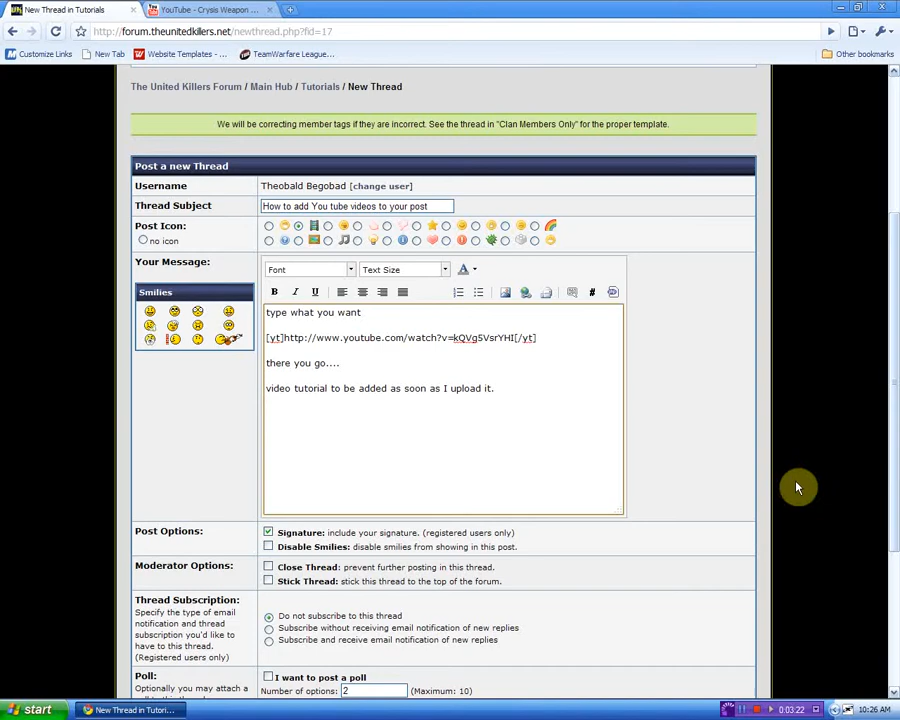 New Thread in Tutorials
YouTube - Crysis Weapon ...
http://forum.theunitedkillers.net/newthread.php?fid=17
Customize Links
New Tab
Website Templates - ...
TeamWarfare League...
Other bookmarks
The United Killers Forum / Main Hub / Tutorials / New Thread
We will be correcting member tags if they are incorrect. See the thread in "Clan Members Only" for the proper template.
Post a new Thread
Username
Theobald Begobad [change user]
Thread Subject
How to add You tube videos to your post
Post Icon:
no icon
Your Message:
Font
Text Size
A
B I U
#
Smilies
type what you want
[yt]http://www.youtube.com/watch?v=kQVg5VsrYHI[/yt]
there you go....
video tutorial to be added as soon as I upload it.
Post Options:
Signature: include your signature. (registered users only)
Disable Smilies: disable smilies from showing in this post.
Moderator Options:
Close Thread: prevent further posting in this thread.
Stick Thread: stick this thread to the top of the forum.
Thread Subscription:
Specify the type of email
notification and thread
subscription you'd like to
have to this thread.
(Registered users only)
Do not subscribe to this thread
Subscribe without receiving email notification of new replies
Subscribe and receive email notification of new replies
Poll:
Optionally you may attach
I want to post a poll
Number of options: 2 (Maximum: 10)
start
New Thread in Tutori...
0:03:22
10:26 AM